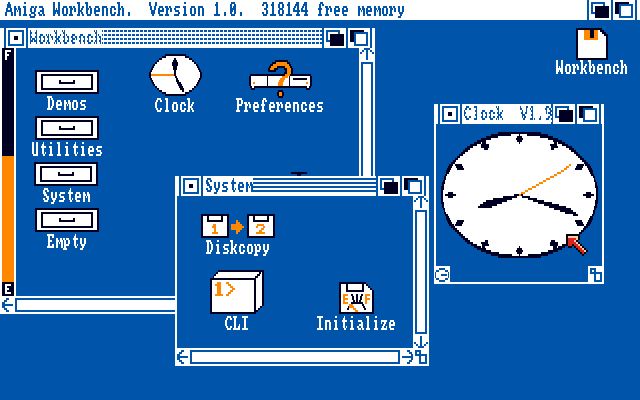 Amiga Workbench.  Version 1.0.  318144 free memory
Workbench
F
Clock
Preferences
Workbench
Demos
Utilities
System
Empty
E
Clock  V1.3
System
1 2
Diskcopy
1>
CLI
E F
Initialize